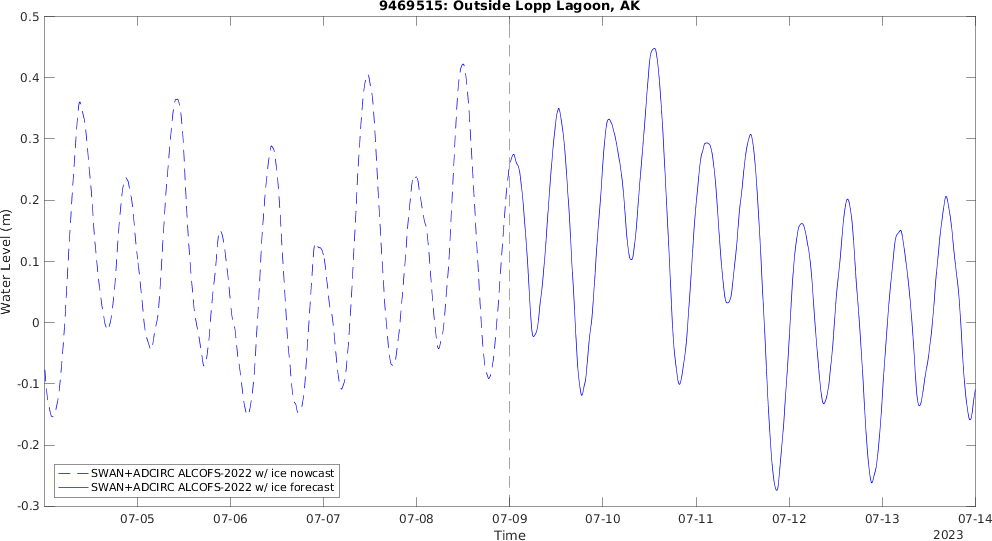 9469515: Outside Lopp Lagoon, AK
0.5
0.4
0.3
0.2
0.1
0
-0.1
-0.2
-0.3
Water Level (m)
SWAN+ADCIRC ALCOFS-2022 w/ ice nowcast
SWAN+ADCIRC ALCOFS-2022 w/ ice forecast
07-05 07-06 07-07 07-08 07-09 07-10 07-11 07-12 07-13 07-14
Time
2023